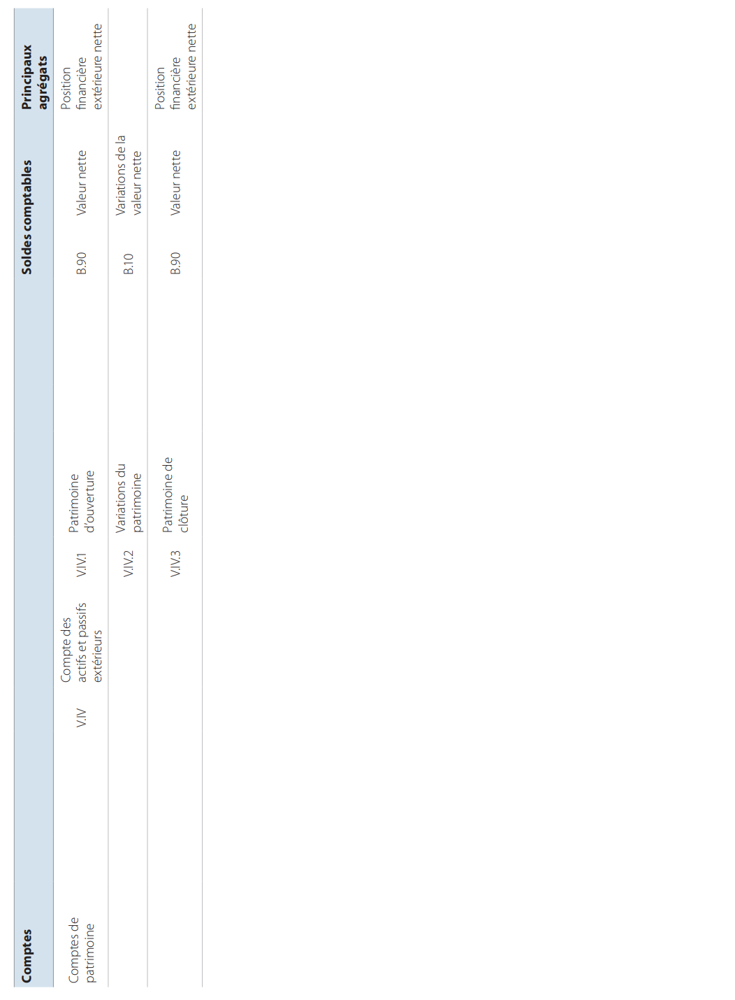 Comptes
Soldes comptables
Principaux
agrégats
Comptes de
patrimoine
V.IV
Compte des
actifs et passifs
extérieurs
V.IV.1
Patrimoine
d’ouverture
B.90
Valeur nette
Position
financière
extérieure nette
V.IV.2
Variations du
patrimoine
B.10
Variations de la
valeur nette
V.IV.3
Patrimoine de
clôture
B.90
Valeur nette
Position
financière
extérieure nette